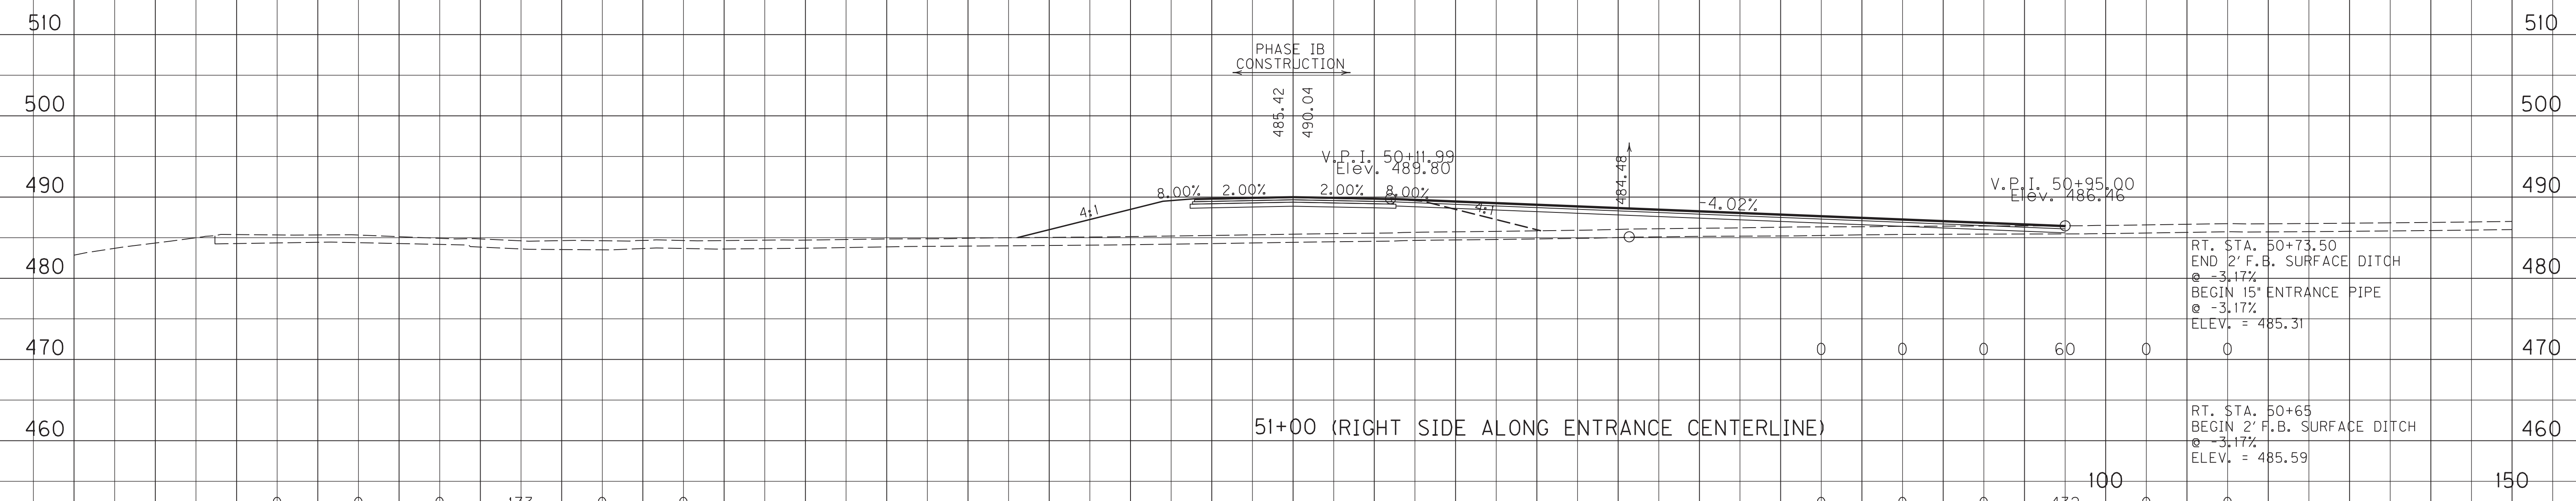 510
510
PHASE IB
CONSTRUCTION
500
485.42
490.04
500
V.P.I. 50+11.99
Elev. 489.80
484.48
490
8.00%
2.00%
2.00%
8.00%
V.P.I. 50+95.00
Elev. 486.46
490
4:1
4:1
-4.02%
RT. STA. 50+73.50
END 2' F.B. SURFACE DITCH
@ -3.17%
BEGIN 15" ENTRANCE PIPE
@ -3.17%
ELEV. = 485.31
480
480
470
0 0 0 60 0 0
470
RT. STA. 50+65
BEGIN 2' F.B. SURFACE DITCH
@ -3.17%
ELEV. = 485.59
460
51+00 (RIGHT SIDE ALONG ENTRANCE CENTERLINE)
460
100
150